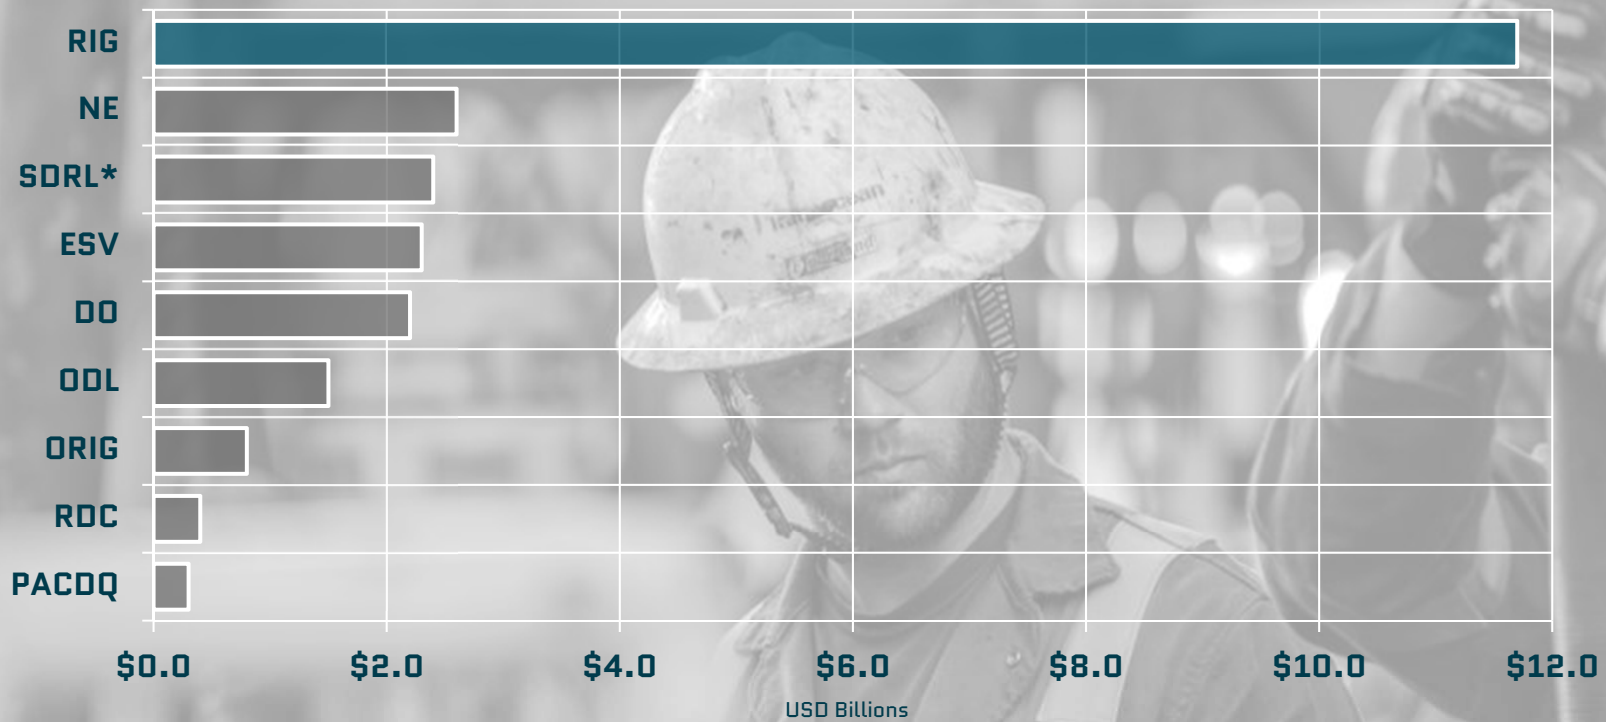 RIG
NE
SDRL*
ESV
DO
ODL
ORIG
RDC
PACDQ
$0.0 $2.0 $4.0 $6.0 $8.0 $10.0 $12.0
USD Billions